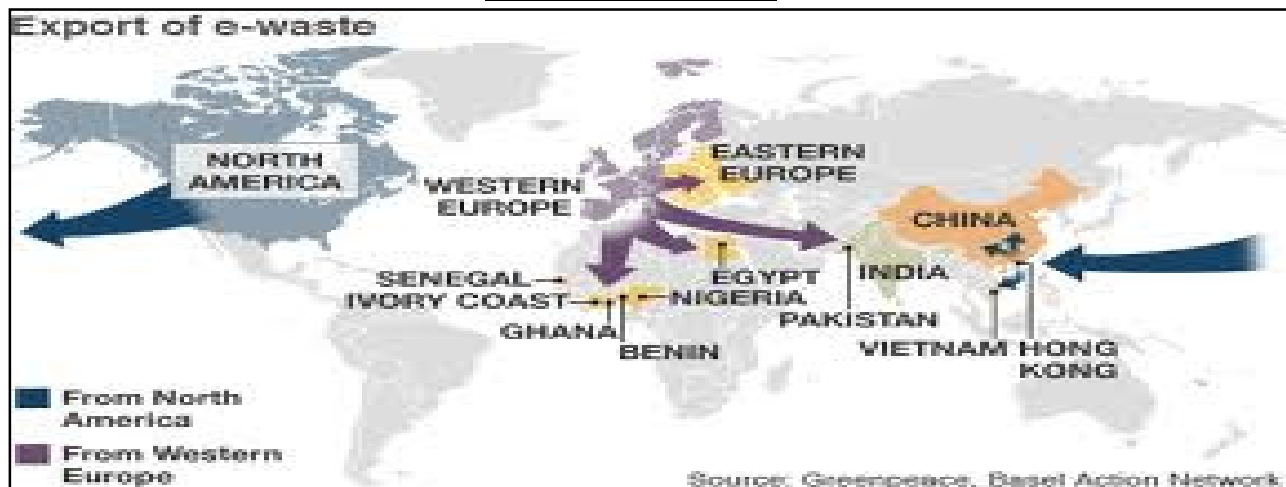 Export of e-waste
NORTH
AMERICA
WESTERN
EUROPE
EASTERN
EUROPE
CHINA
SENEGAL
IVORY COAST
GHANA
BENIN
NIGERIA
EGYPT
INDIA
PAKISTAN
VIETNAM
HONG
KONG
From North
America
From Western
Europe
Source: Greenpeace, Basel Action Network